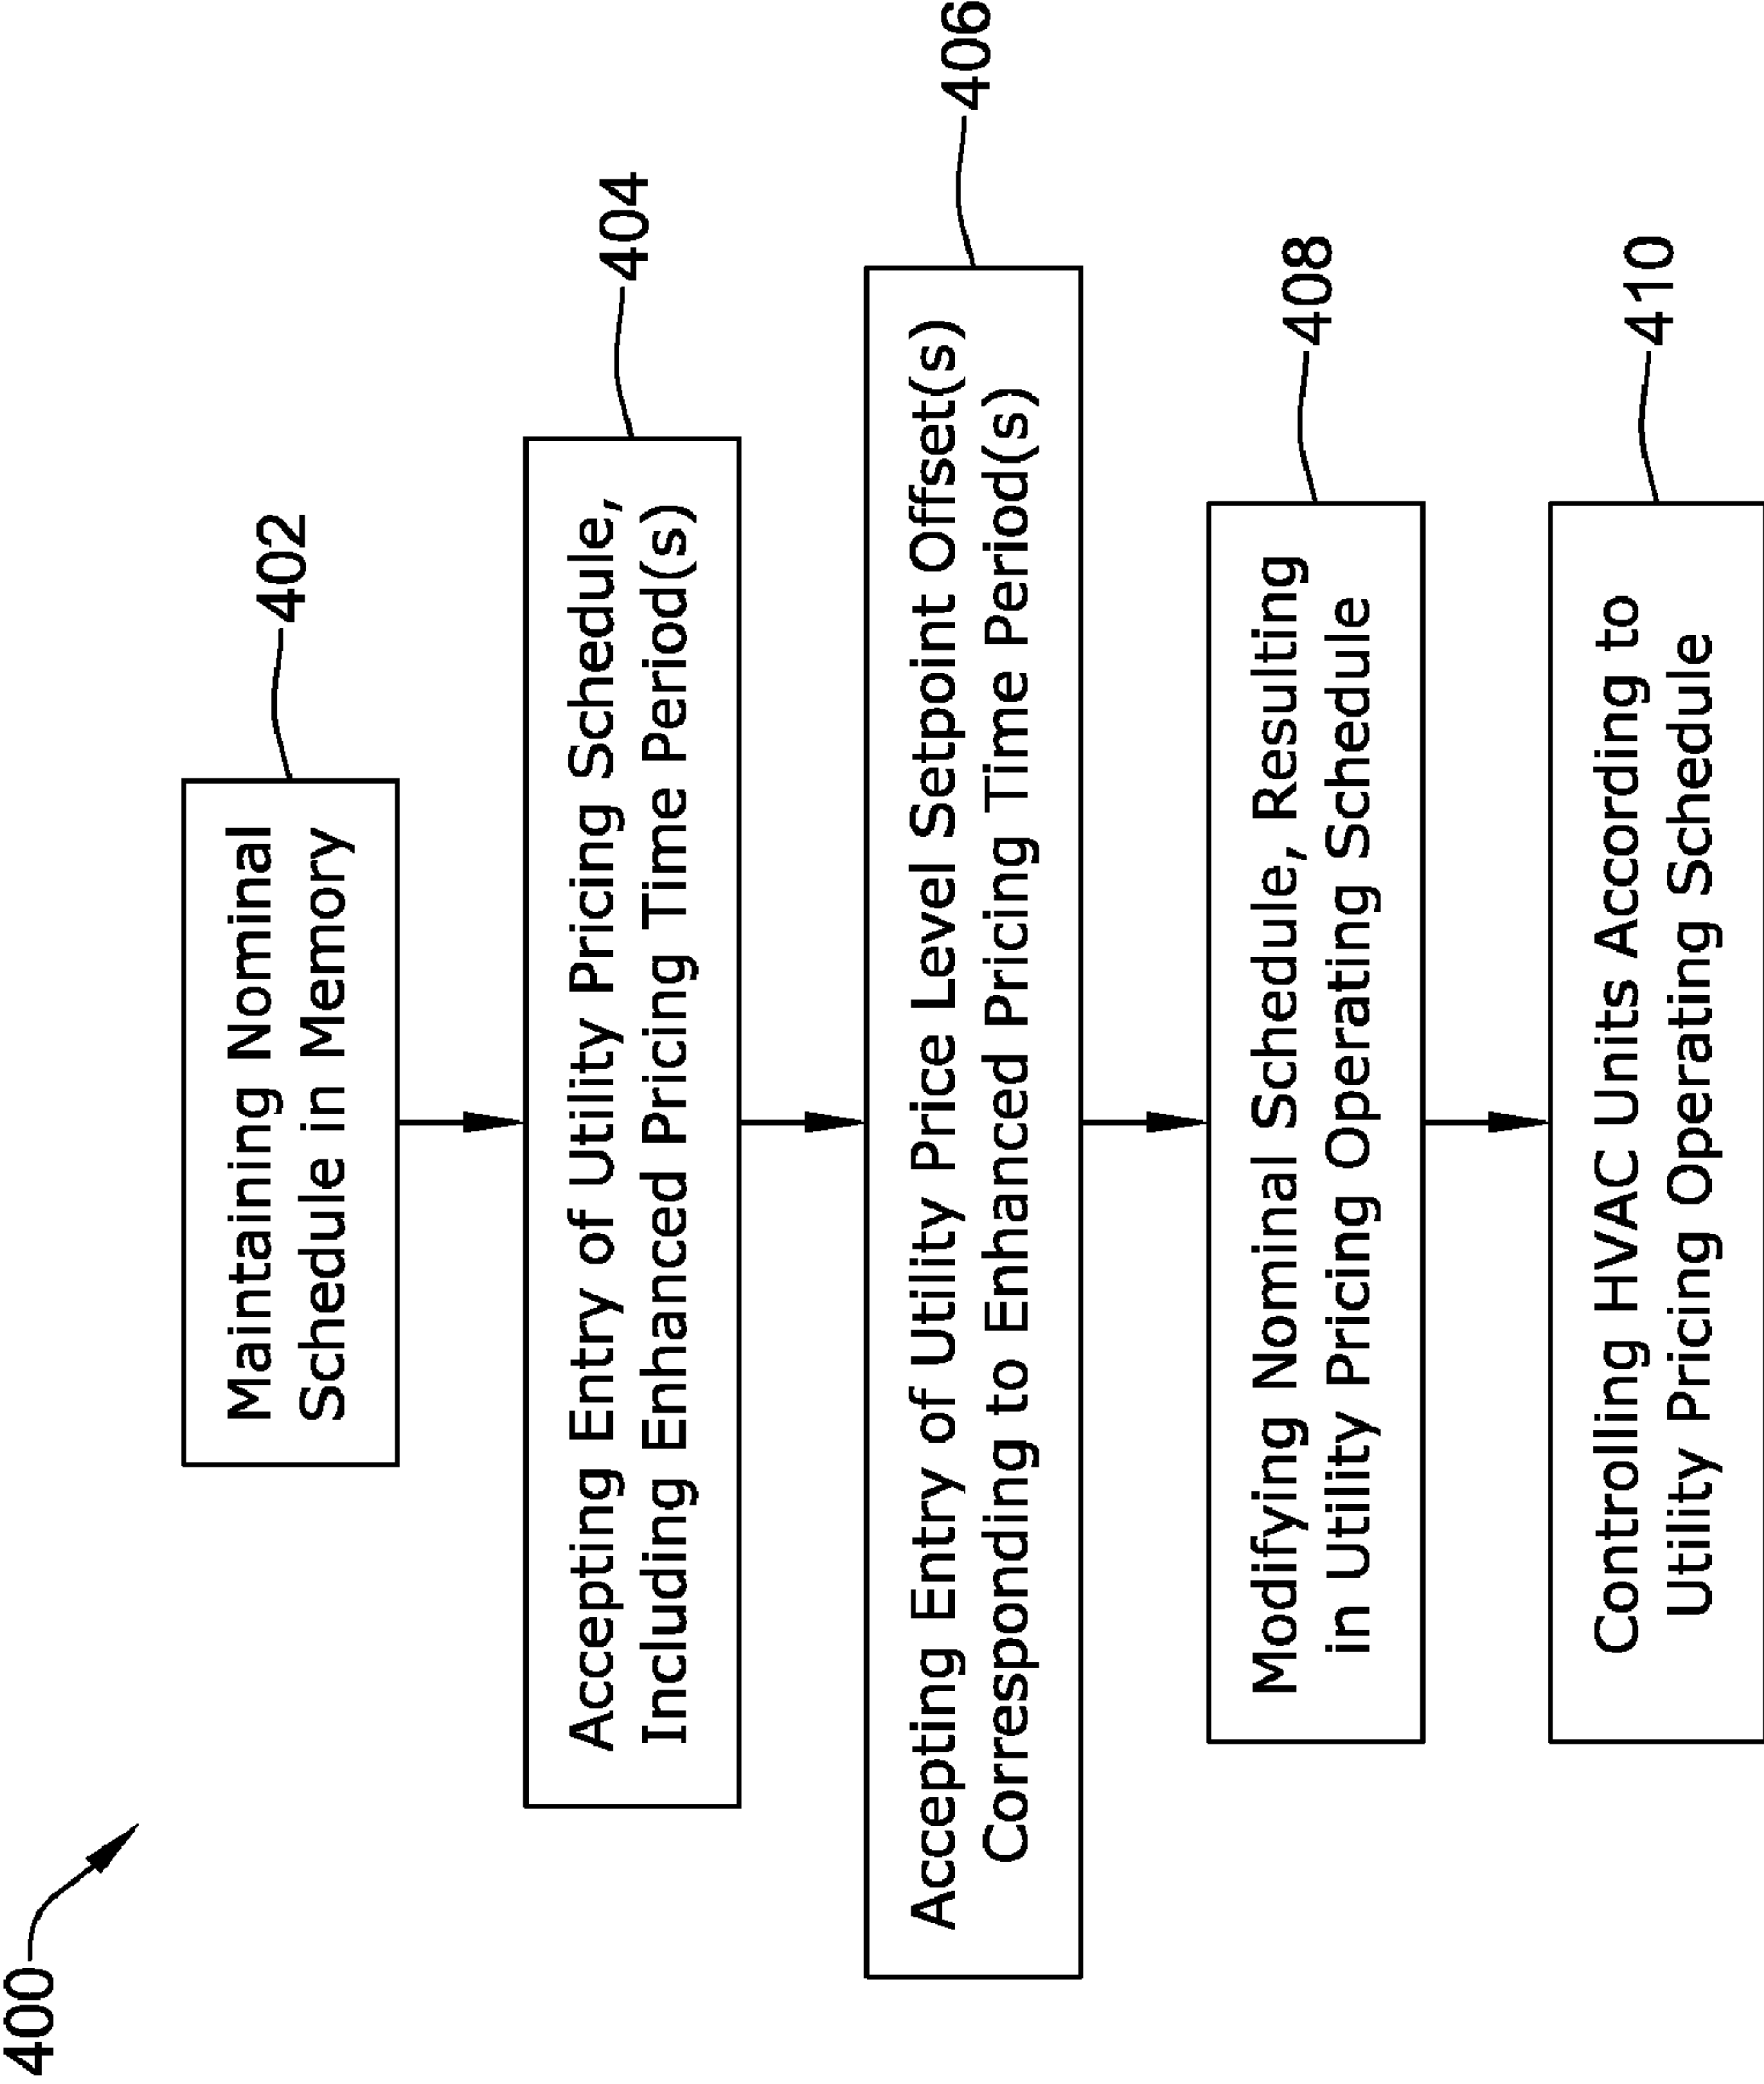 400
Maintaining Nominal
Schedule in Memory
402
Accepting Entry of Utility Pricing Schedule,
Including Enhanced Pricing Time Period(s)
404
Accepting Entry of Utility Price Level Setpoint Offset(s)
Corresponding to Enhanced Pricing Time Period(s)
406
Modifying Nominal Schedule, Resulting
in Utility Pricing Operating Schedule
408
Controlling HVAC Units According to
Utility Pricing Operating Schedule
410